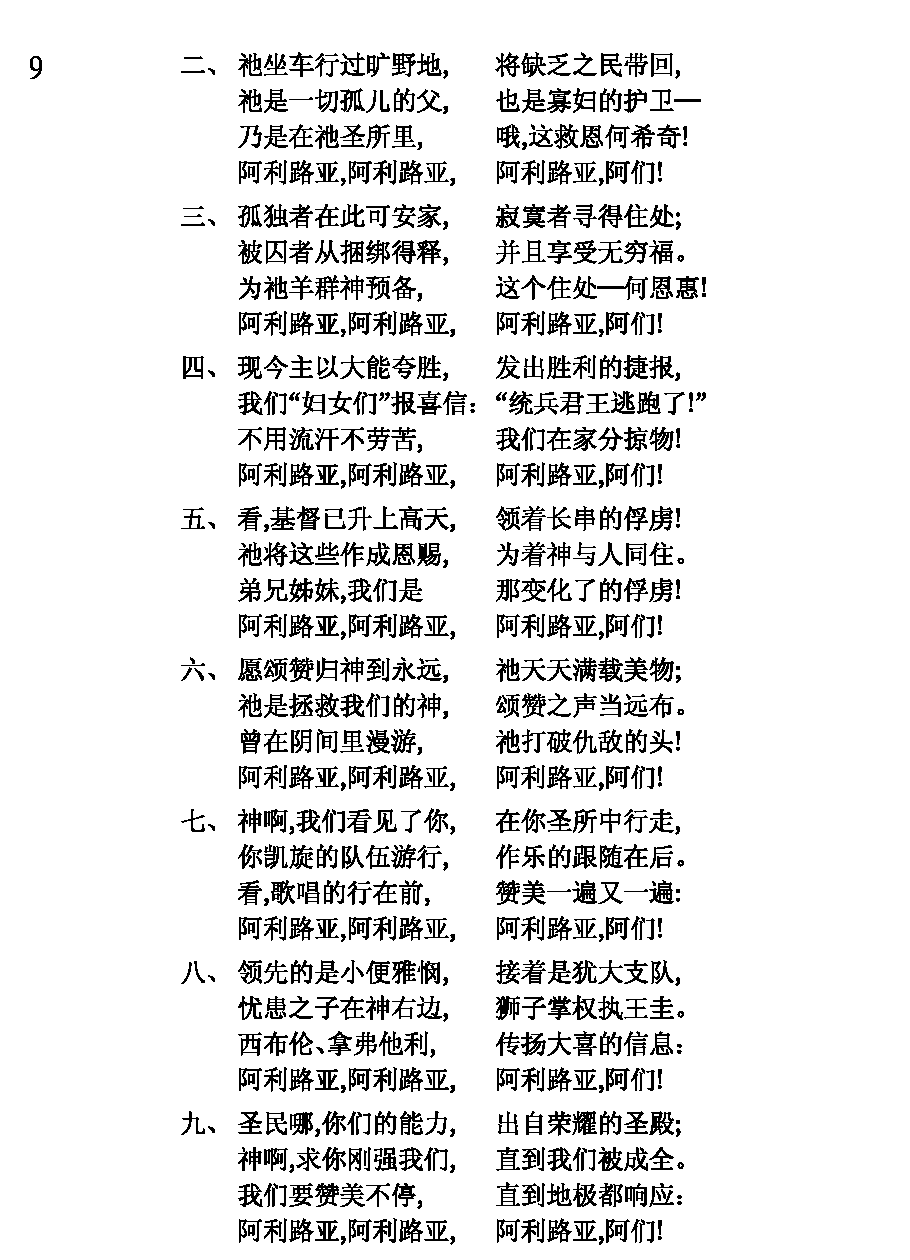 9
二、 祂坐车行过旷野地, 将缺乏之民带回,
祂是一切孤儿的父, 也是寡妇的护卫—
乃是在祂圣所里, 哦,这救恩何希奇!
阿利路亚,阿利路亚, 阿利路亚,阿们!
三、 孤独者在此可安家, 寂寞者寻得住处;
被囚者从捆绑得释, 并且享受无穷福。
为祂羊群神预备, 这个住处—何恩惠!
阿利路亚,阿利路亚, 阿利路亚,阿们!
四、 现今主以大能夸胜, 发出胜利的捷报,
我们“妇女们”报喜信: “统兵君王逃跑了!”
不用流汗不劳苦, 我们在家分掠物!
阿利路亚,阿利路亚, 阿利路亚,阿们!
五、 看,基督已升上高天, 领着长串的俘虏!
祂将这些作成恩赐, 为着神与人同住。
弟兄姊妹,我们是 那变化了的俘虏!
阿利路亚,阿利路亚, 阿利路亚,阿们!
六、 愿颂赞归神到永远, 祂天天满载美物;
祂是拯救我们的神, 颂赞之声当远布。
曾在阴间里漫游, 祂打破仇敌的头!
阿利路亚,阿利路亚, 阿利路亚,阿们!
七、 神啊,我们看见了你, 在你圣所中行走,
你凯旋的队伍游行, 作乐的跟随在后。
看,歌唱的行在前, 赞美一遍又一遍:
阿利路亚,阿利路亚, 阿利路亚,阿们!
八、 领先的是小便雅悯, 接着是犹大支队,
忧患之子在神右边, 狮子掌权执王圭。
西布伦、拿弗他利, 传扬大喜的信息:
阿利路亚,阿利路亚, 阿利路亚,阿们!
九、 圣民哪,你们的能力, 出自荣耀的圣殿;
神啊,求你刚强我们, 直到我们被成全。
我们要赞美不停, 直到地极都响应:
阿利路亚,阿利路亚, 阿利路亚,阿们!